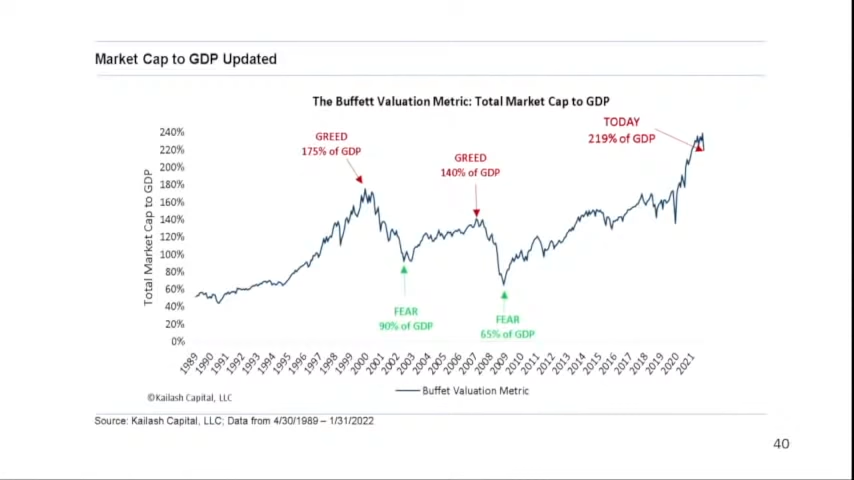 Market Cap to GDP Updated
The Buffett Valuation Metric: Total Market Cap to GDP
TODAY
219% of GDP
GREED
175% of GDP
GREED
140% of GDP
Total Market Cap to GDP
240%
220%
200%
180%
160%
140%
120%
100%
80%
60%
40%
20%
0%
FEAR
90% of GDP
FEAR
65% of GDP
1989 1990 1991 1992 1993 1994 1995 1996 1997 1998 1999 2000 2001 2002 2003 2004 2005 2006 2007 2008 2009 2010 2011 2012 2013 2014 2015 2016 2017 2018 2019 2020 2021
Buffet Valuation Metric
©Kailash Capital, LLC
Source: Kailash Capital, LLC; Data from 4/30/1989 – 1/31/2022
40